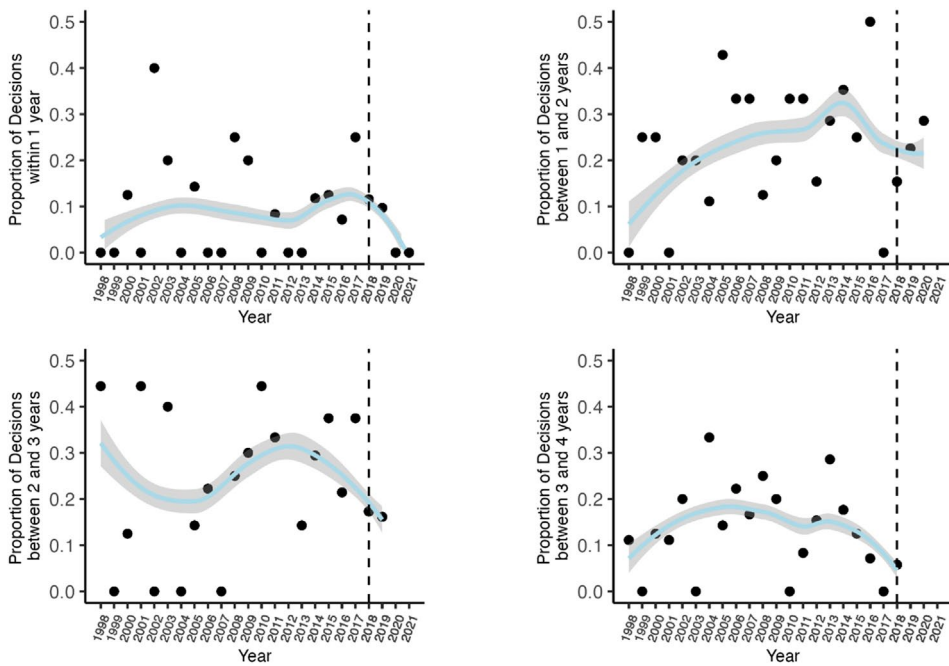 Proportion of Decisions
within 1 year
0.5
0.4
0.3
0.2
0.1
0.0
1998 1999 2000 2001 2002 2003 2004 2005 2006 2007 2008 2009 2010 2011 2012 2013 2014 2015 2016 2017 2018 2019 2020 2021
Year
Proportion of Decisions
between 1 and 2 years
0.5
0.4
0.3
0.2
0.1
0.0
1998 1999 2000 2001 2002 2003 2004 2005 2006 2007 2008 2009 2010 2011 2012 2013 2014 2015 2016 2017 2018 2019 2020 2021
Year
Proportion of Decisions
between 2 and 3 years
0.5
0.4
0.3
0.2
0.1
0.0
1998 1999 2000 2001 2002 2003 2004 2005 2006 2007 2008 2009 2010 2011 2012 2013 2014 2015 2016 2017 2018 2019 2020 2021
Year
Proportion of Decisions
between 3 and 4 years
0.5
0.4
0.3
0.2
0.1
0.0
1998 1999 2000 2001 2002 2003 2004 2005 2006 2007 2008 2009 2010 2011 2012 2013 2014 2015 2016 2017 2018 2019 2020 2021
Year